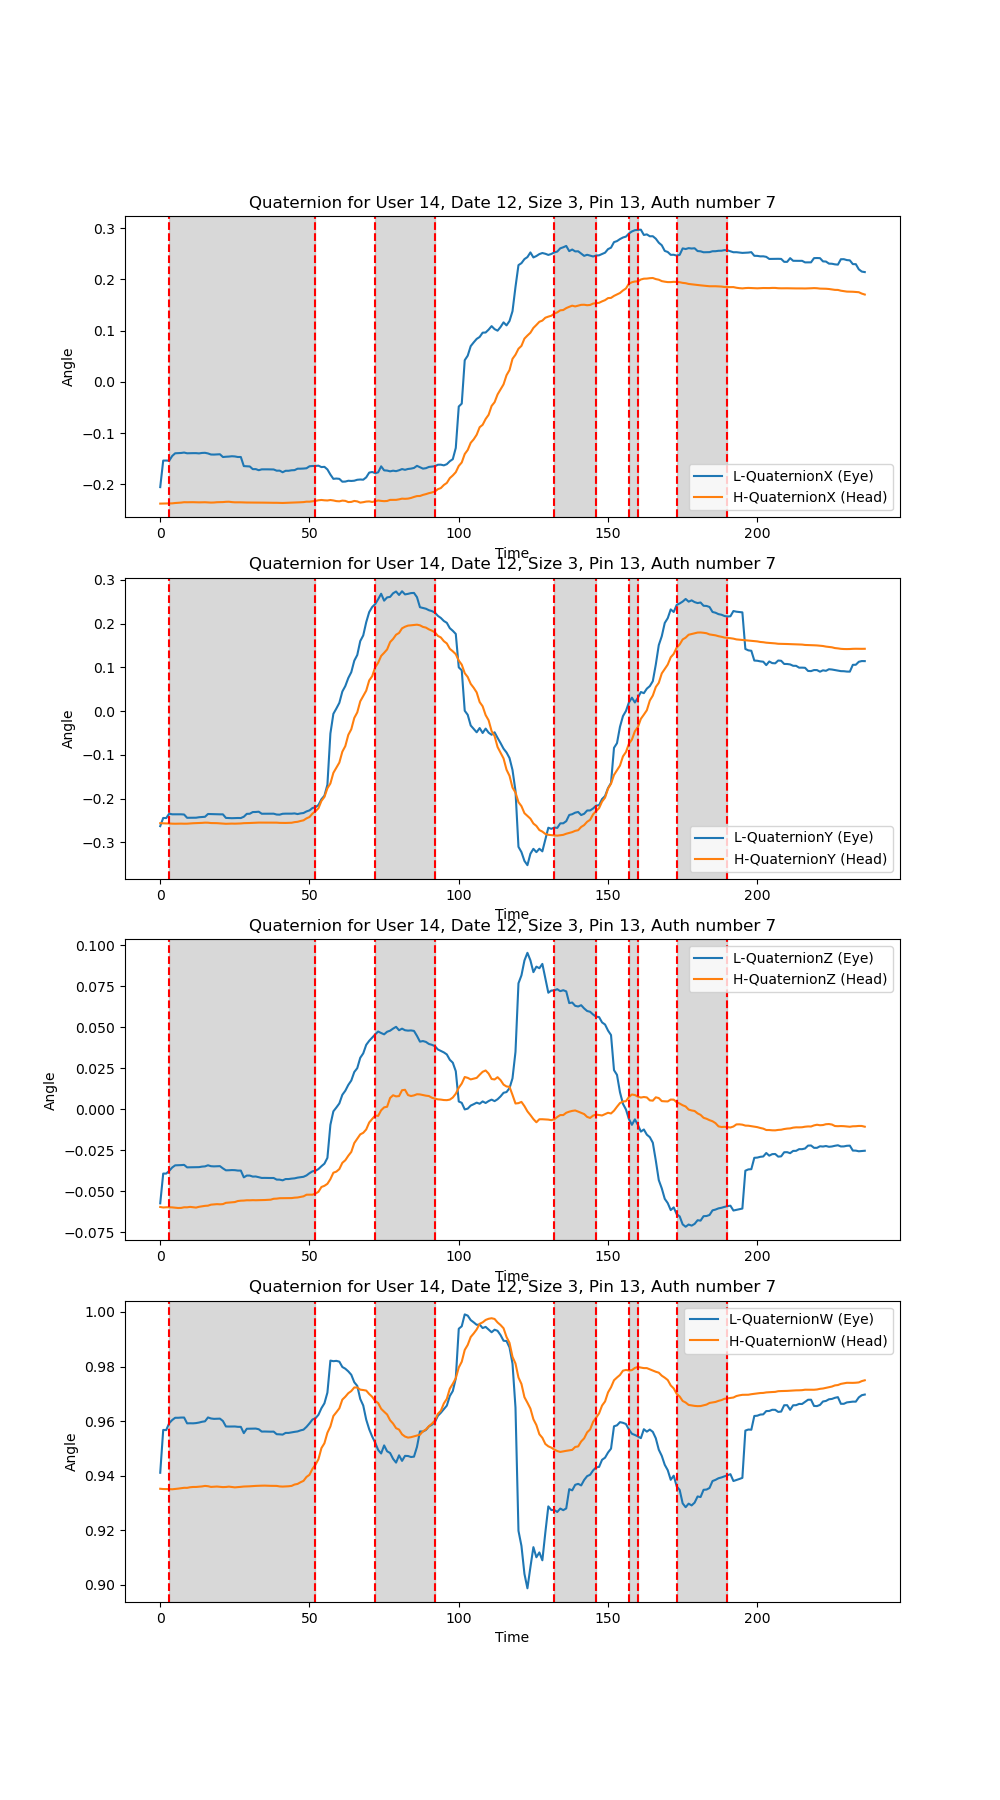 Quaternion for User 14, Date 12, Size 3, Pin 13, Auth number 7
0.3
0.2
0.1
0.0
−0.1
−0.2
Angle
L-QuaternionX (Eye)
H-QuaternionX (Head)
0 50 100 150 200
Time
Quaternion for User 14, Date 12, Size 3, Pin 13, Auth number 7
0.3
0.2
0.1
0.0
−0.1
−0.2
−0.3
Angle
L-QuaternionY (Eye)
H-QuaternionY (Head)
0 50 100 150 200
Time
Quaternion for User 14, Date 12, Size 3, Pin 13, Auth number 7
0.100
0.075
0.050
0.025
0.000
−0.025
−0.050
−0.075
Angle
L-QuaternionZ (Eye)
H-QuaternionZ (Head)
0 50 100 150 200
Time
Quaternion for User 14, Date 12, Size 3, Pin 13, Auth number 7
1.00
0.98
0.96
0.94
0.92
0.90
Angle
L-QuaternionW (Eye)
H-QuaternionW (Head)
0 50 100 150 200
Time